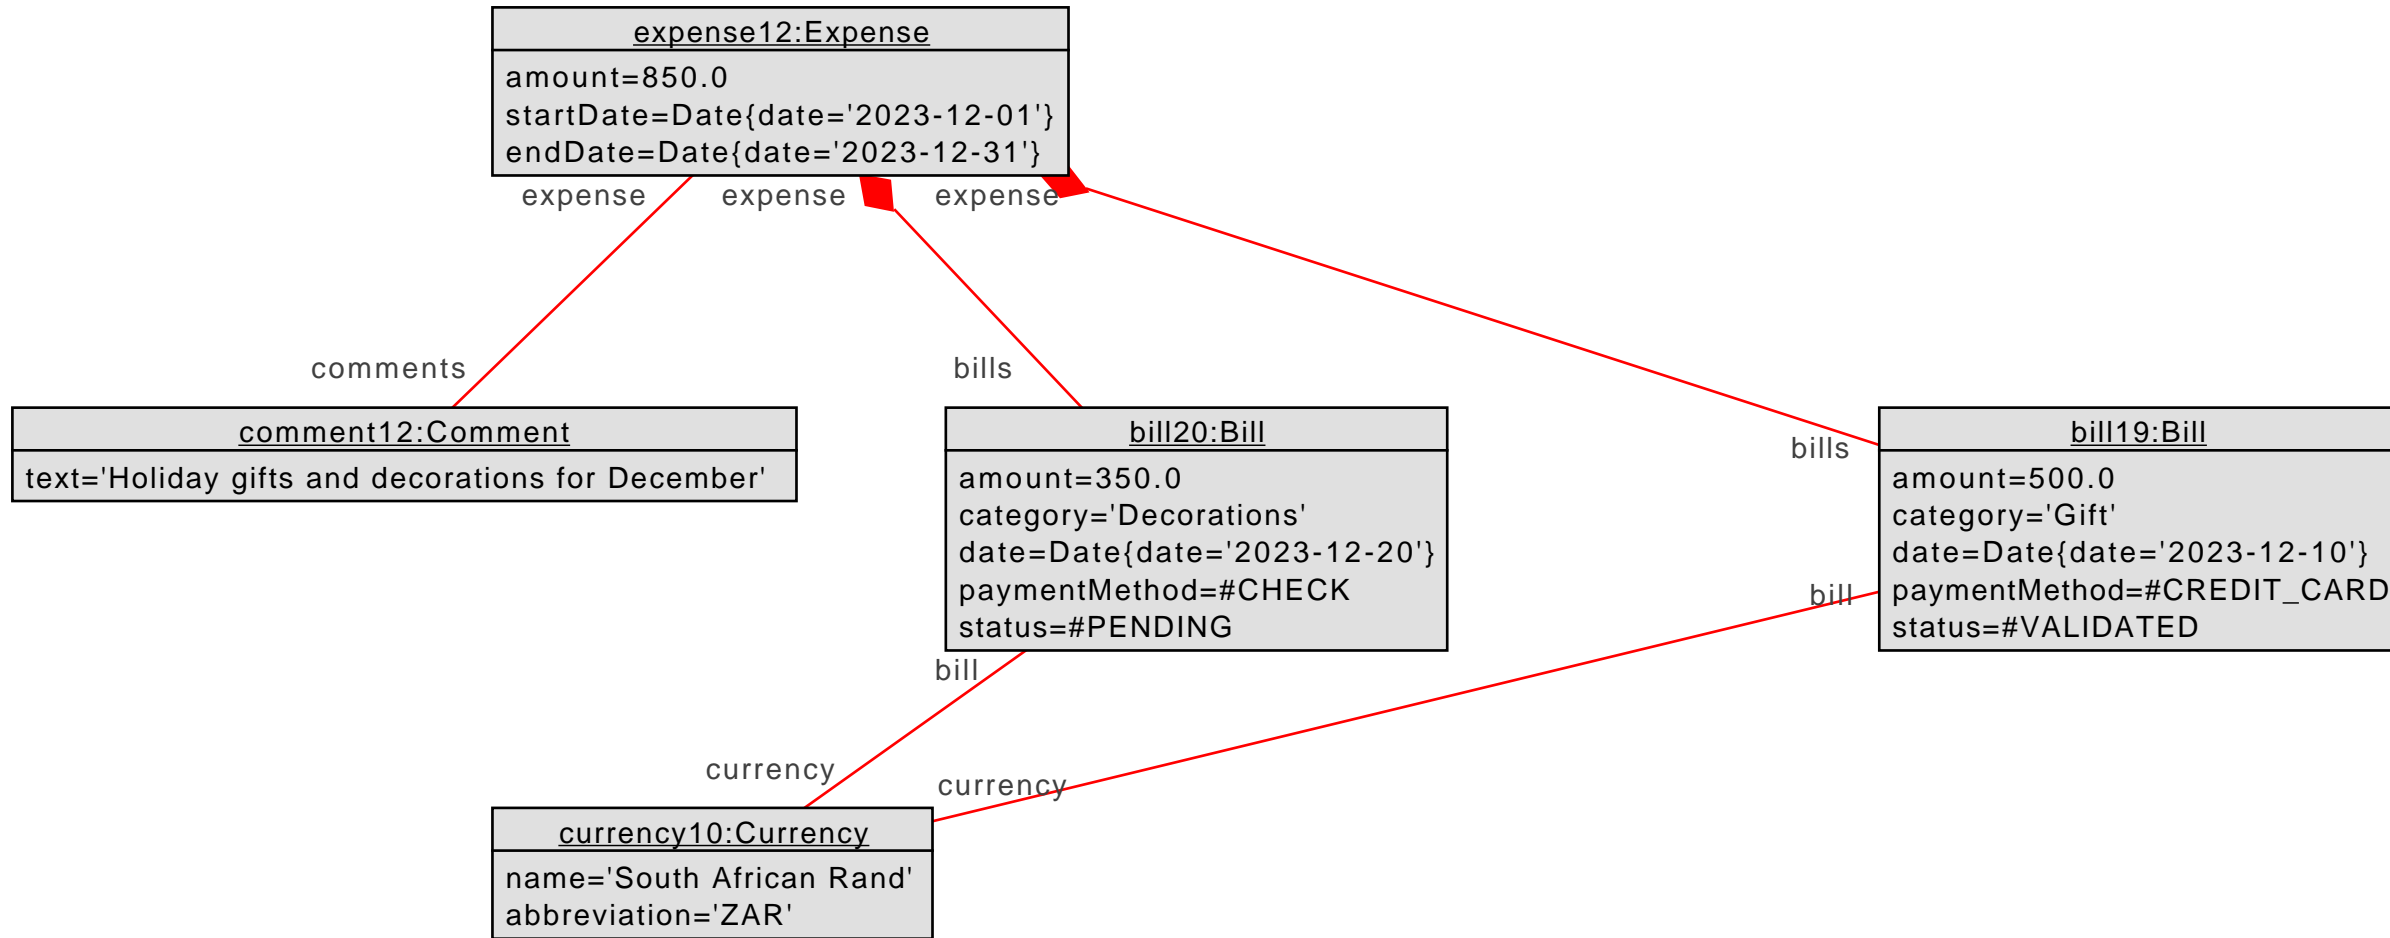 expense12:Expense
amount=850.0
startDate=Date{date='2023-12-01'}
endDate=Date{date='2023-12-31'}
expense
expense
expense
comments
bills
bills
comment12:Comment
text='Holiday gifts and decorations for December'
bill20:Bill
amount=350.0
category='Decorations'
date=Date{date='2023-12-20'}
paymentMethod=#CHECK
status=#PENDING
bill19:Bill
amount=500.0
category='Gift'
date=Date{date='2023-12-10'}
paymentMethod=#CREDIT_CARD
status=#VALIDATED
bill
bill
currency
currency
currency10:Currency
name='South African Rand'
abbreviation='ZAR'